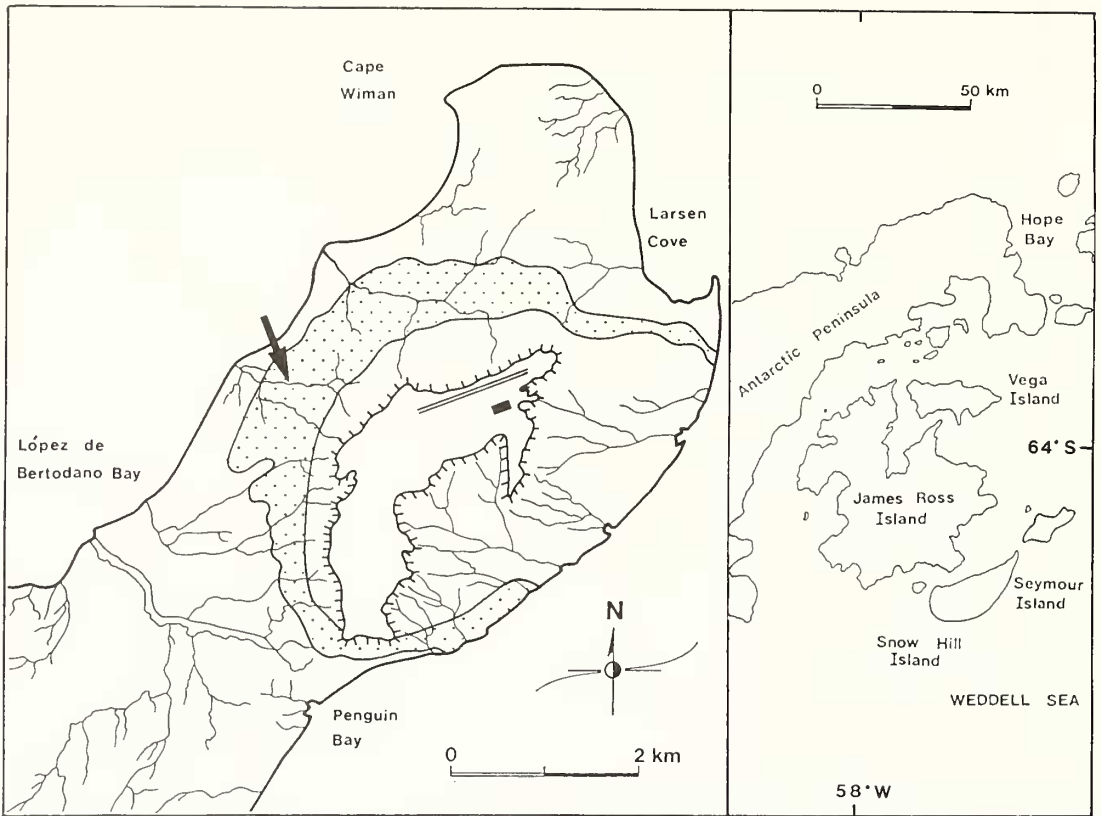 Cape
Wiman
Larsen
Cove
López de
Bertodano Bay
Penguin
Bay
N
0 2 km
0 50 km
Hope
Bay
Antarctic Peninsula
Vega
Island
64°S
James Ross
Island
Seymour
Island
Snow Hill
Island
WEDDELL SEA
58°W